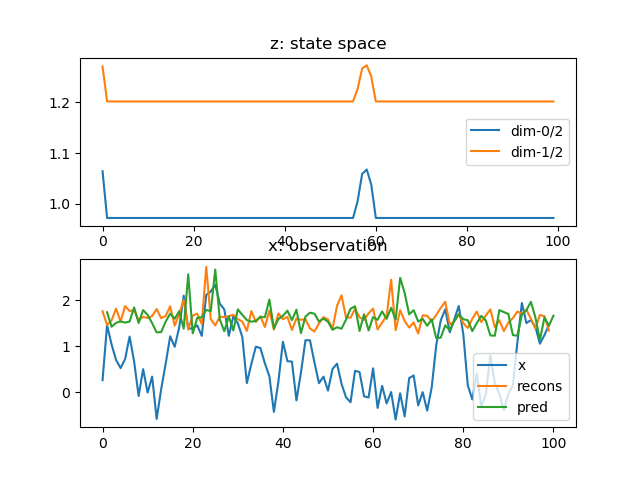 z: state space
1.2
1.1
1.0
dim-0/2
dim-1/2
0 20 40 60 80 100
x: observation
2
1
0
x
recons
pred
0 20 40 60 80 100